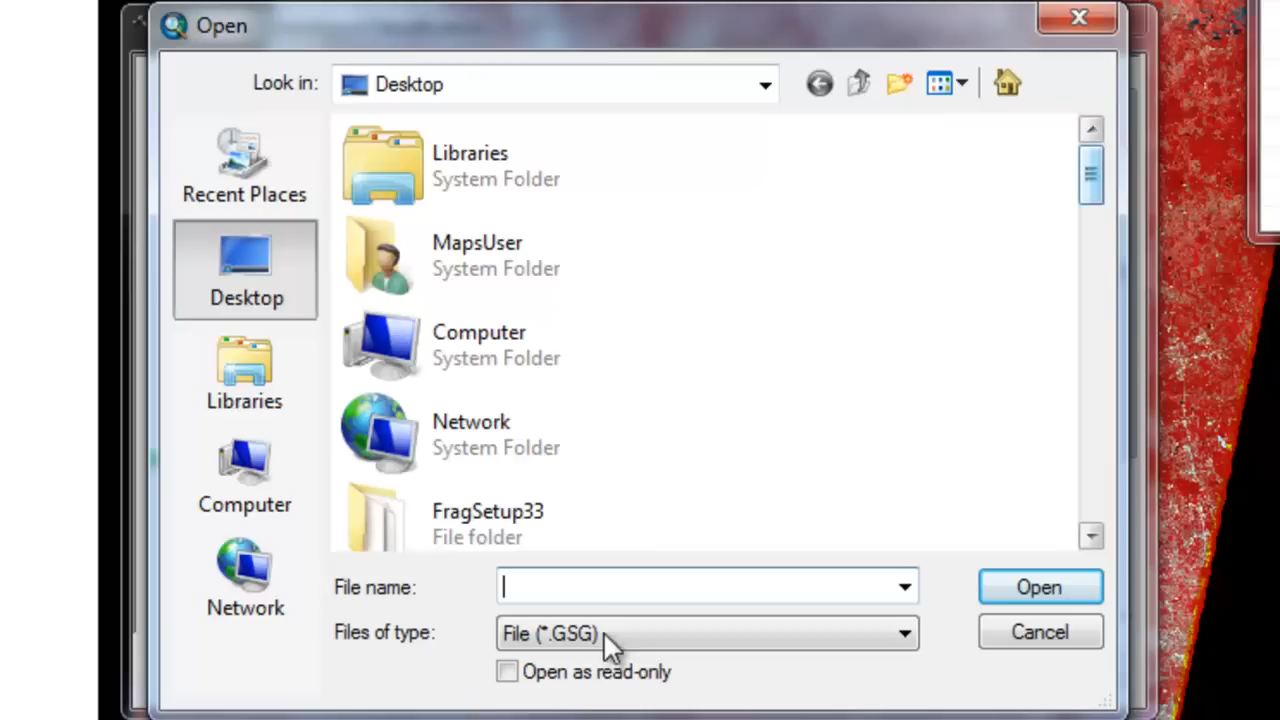 Open
Look in:
Desktop
Recent Places
Desktop
Libraries
Computer
Network
Libraries
System Folder
MapsUser
System Folder
Computer
System Folder
Network
System Folder
FragSetup33
File folder
File name:
Open
Files of type:
File (*.GSG)
Cancel
Open as read-only